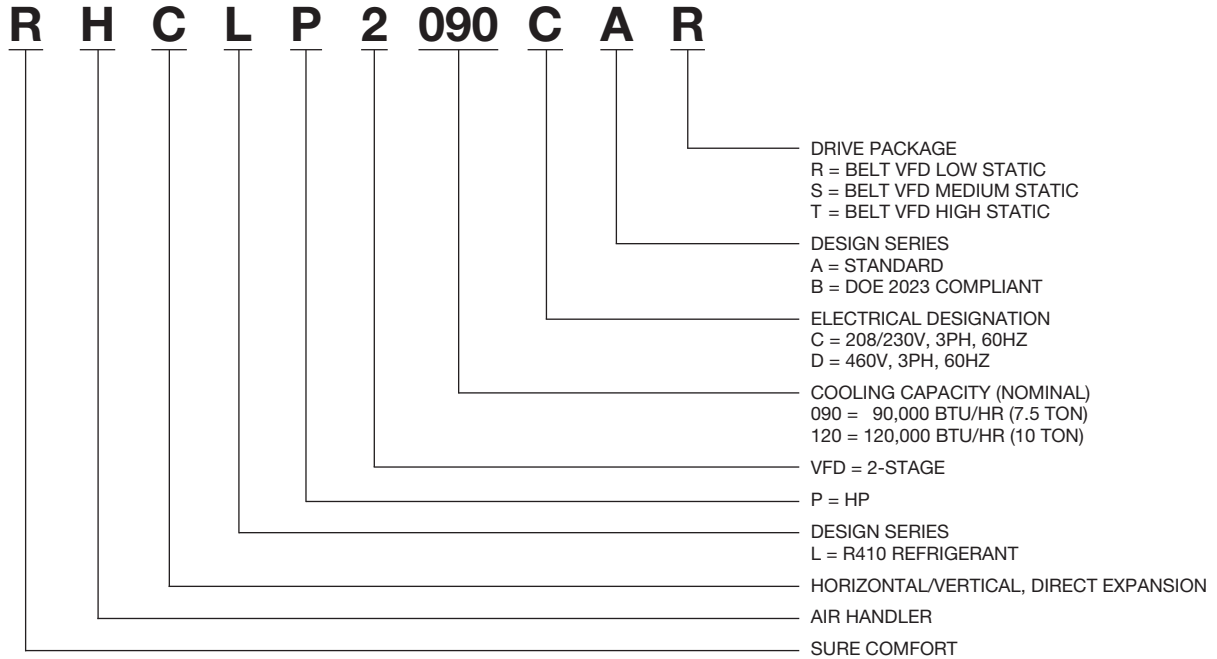 R H C L P 2 090 C A R
DRIVE PACKAGE
R = BELT VFD LOW STATIC
S = BELT VFD MEDIUM STATIC
T = BELT VFD HIGH STATIC
DESIGN SERIES
A = STANDARD
B = DOE 2023 COMPLIANT
ELECTRICAL DESIGNATION
C = 208/230V, 3PH, 60HZ
D = 460V, 3PH, 60HZ
COOLING CAPACITY (NOMINAL)
090 = 90,000 BTU/HR (7.5 TON)
120 = 120,000 BTU/HR (10 TON)
VFD = 2-STAGE
P = HP
DESIGN SERIES
L = R410 REFRIGERANT
HORIZONTAL/VERTICAL, DIRECT EXPANSION
AIR HANDLER
SURE COMFORT